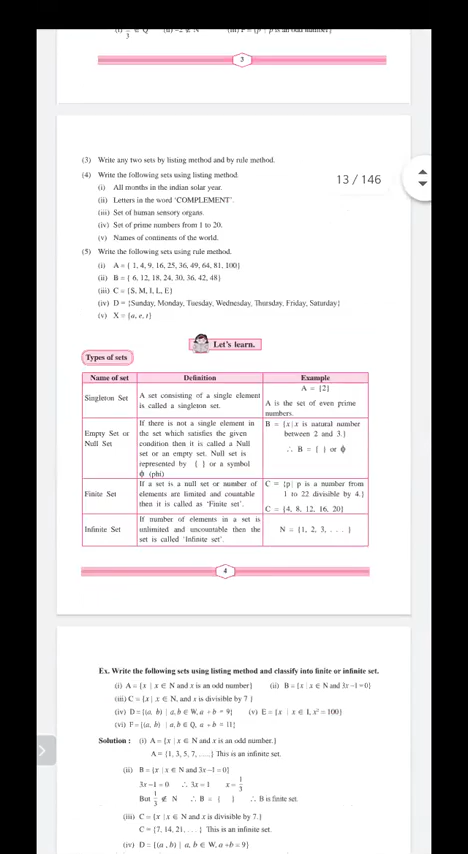 3
(3) Write any two sets by listing method and by rule method.
(4) Write the following sets using listing method.
(i) All months in the indian solar year.
(ii) Letters in the word 'COMPLEMENT'.
(iii) Set of human sensory organs.
(iv) Set of prime numbers from 1 to 20.
(v) Names of continents of the world.
13 / 146
(5) Write the following sets using rule method.
(i) A = { 1, 4, 9, 16, 25, 36, 49, 64, 81, 100}
(ii) B = { 6, 12, 18, 24, 30, 36, 42, 48}
(iii) C = {S, M, I, L, E}
(iv) D = {Sunday, Monday, Tuesday, Wednesday, Thursday, Friday, Saturday}
(v) X = {a, e, t}
Let's learn.
Types of sets
Name of set Definition Example
Singleton Set
A set consisting of a single element
is called a singleton set.
A = {2}
A is the set of even prime
numbers.
Empty Set or
Null Set
If there is not a single element in
the set which satisfies the given
condition then it is called a Null
set or an empty set. Null set is
represented by { } or a symbol
ϕ (phi)
B = {x | x is natural number
between 2 and 3.}
∴ B = { } or ϕ
Finite Set
If a set is a null set or number of
elements are limited and countable
then it is called as 'Finite set'.
C = {p | p is a number from
1 to 22 divisible by 4.}
C = {4, 8, 12, 16, 20}
Infinite Set
If number of elements in a set is
unlimited and uncountable then the
set is called 'Infinite set'.
N = {1, 2, 3, . . . }
4
Ex. Write the following sets using listing method and classify into finite or infinite set.
(i) A = {x | x ∈ N and x is an odd number} (ii) B = {x | x ∈ N and 3x−1 = 0}
(iii) C = {x | x ∈ N, and x is divisible by 7 }
(iv) D = {(a, b) | a, b ∈ W, a + b = 9} (v) E = {x | x ∈ I, x² = 100}
(vi) F = {(a, b) | a, b ∈ Q, a + b = 11}
Solution : (i) A = {x | x ∈ N and x is an odd number.}
A = {1, 3, 5, 7, .....} This is an infinite set.
(ii) B = {x | x ∈ N and 3x−1 = 0}
3x−1 = 0 ∴ 3x = 1 x = 1/3
But 1/3 ∉ N ∴ B = { } ∴ B is finite set.
(iii) C = {x | x ∈ N and x is divisible by 7.}
C = {7, 14, 21, . . . } This is an infinite set.
(iv) D = {(a , b) | a, b ∈ W, a +b = 9}